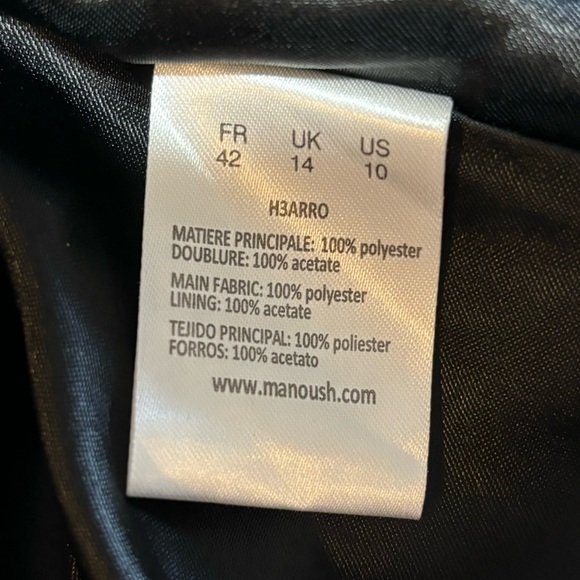 FR UK US
42 14 10
H3ARRO
MATIERE PRINCIPALE: 100% polyester
DOUBLURE: 100% acetate
MAIN FABRIC: 100% polyester
LINING: 100% acetate
TEJIDO PRINCIPAL: 100% poliester
FORROS: 100% acetato
www.manoush.com